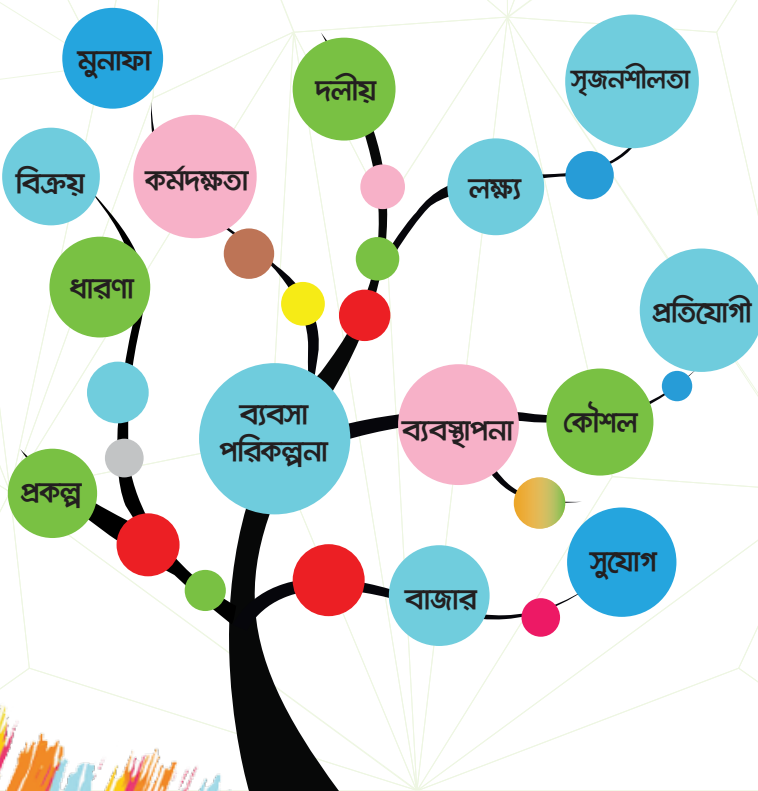 মুনাফা
দলীয়
সৃজনশীলতা
বিক্রয়
কর্মদক্ষতা
লক্ষ্য
ধারণা
প্রতিযোগী
ব্যবসা
পরিকল্পনা
ব্যবস্থাপনা
কৌশল
প্রকল্প
বাজার
সুযোগ